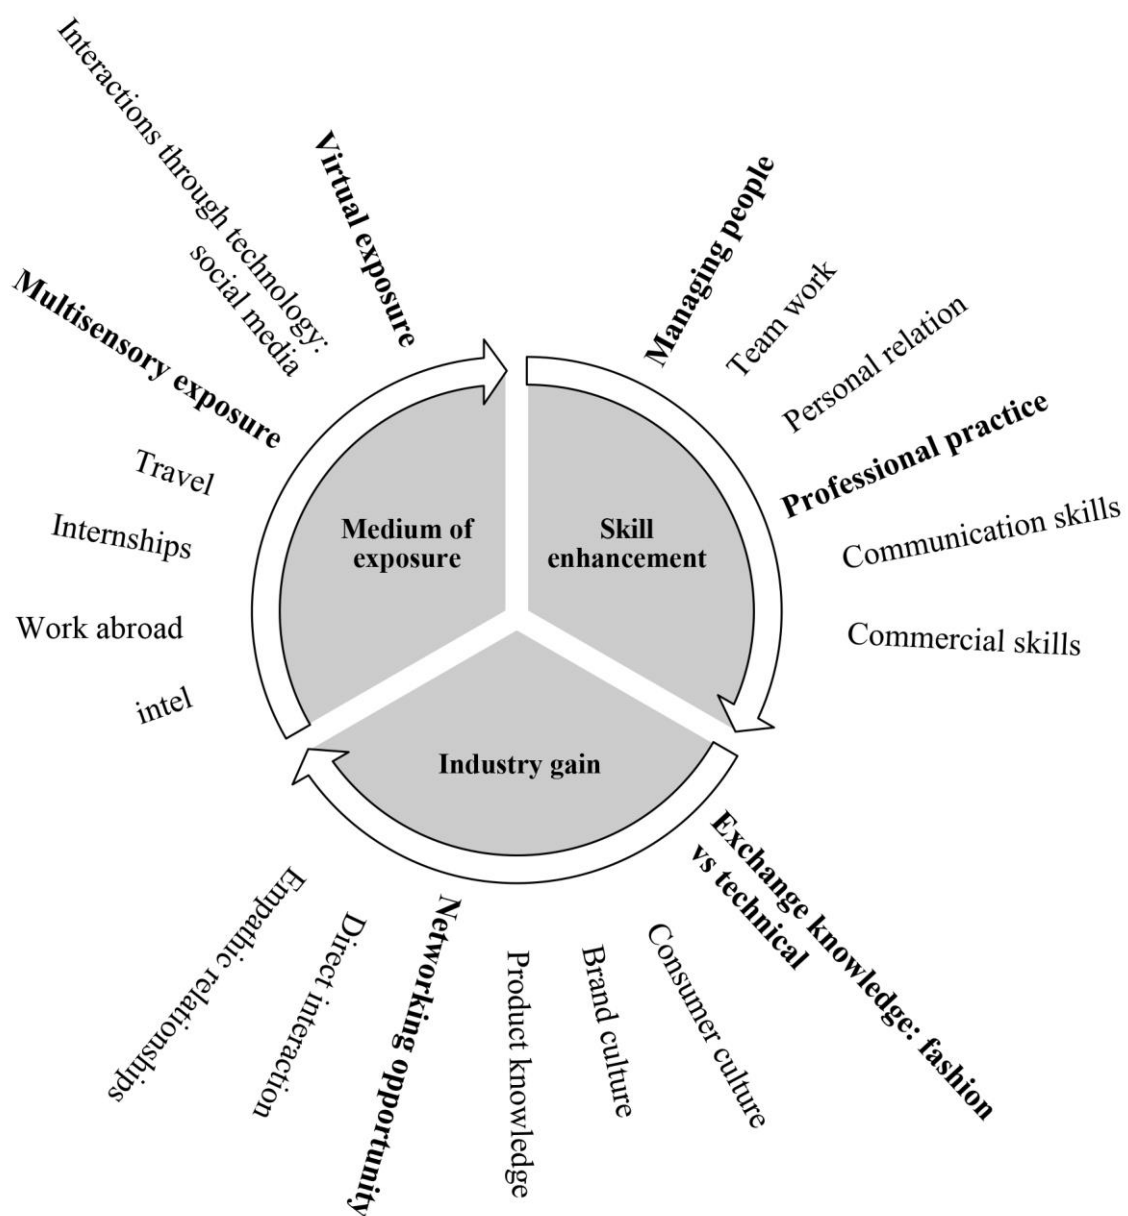 Medium of
exposure
Skill
enhancement
Industry gain
Managing people
Team work
Personal relation
Professional practice
Communication skills
Commercial skills
Exchange knowledge: fashion
vs technical
Consumer culture
Brand culture
Product knowledge
Networking opportunity
Direct interaction
Empathic relationships
intel
Work abroad
Internships
Travel
Multisensory exposure
Interactions through technology:
social media
Virtual exposure